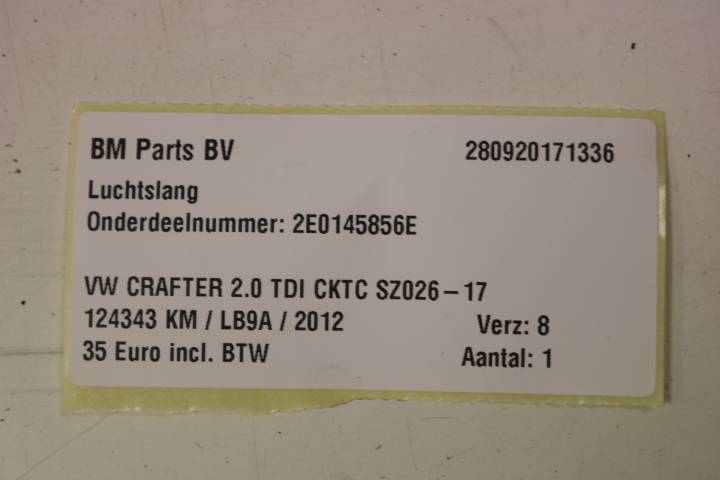 BM Parts BV 280920171336
Luchtslang
Onderdeelnummer: 2E0145856E
VW CRAFTER 2.0 TDI CKTC SZ026-17
124343 KM / LB9A / 2012 Verz: 8
35 Euro incl. BTW Aantal: 1